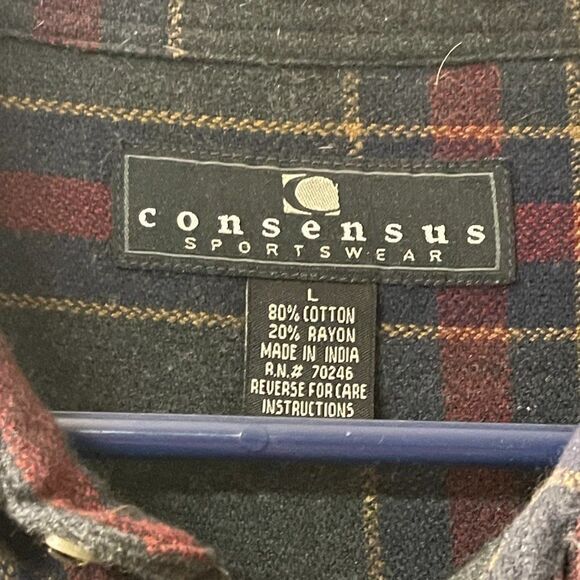 consensus
SPORTSWEAR
L
80% COTTON
20% RAYON
MADE IN INDIA
R.N.# 70246
REVERSE FOR CARE
INSTRUCTIONS